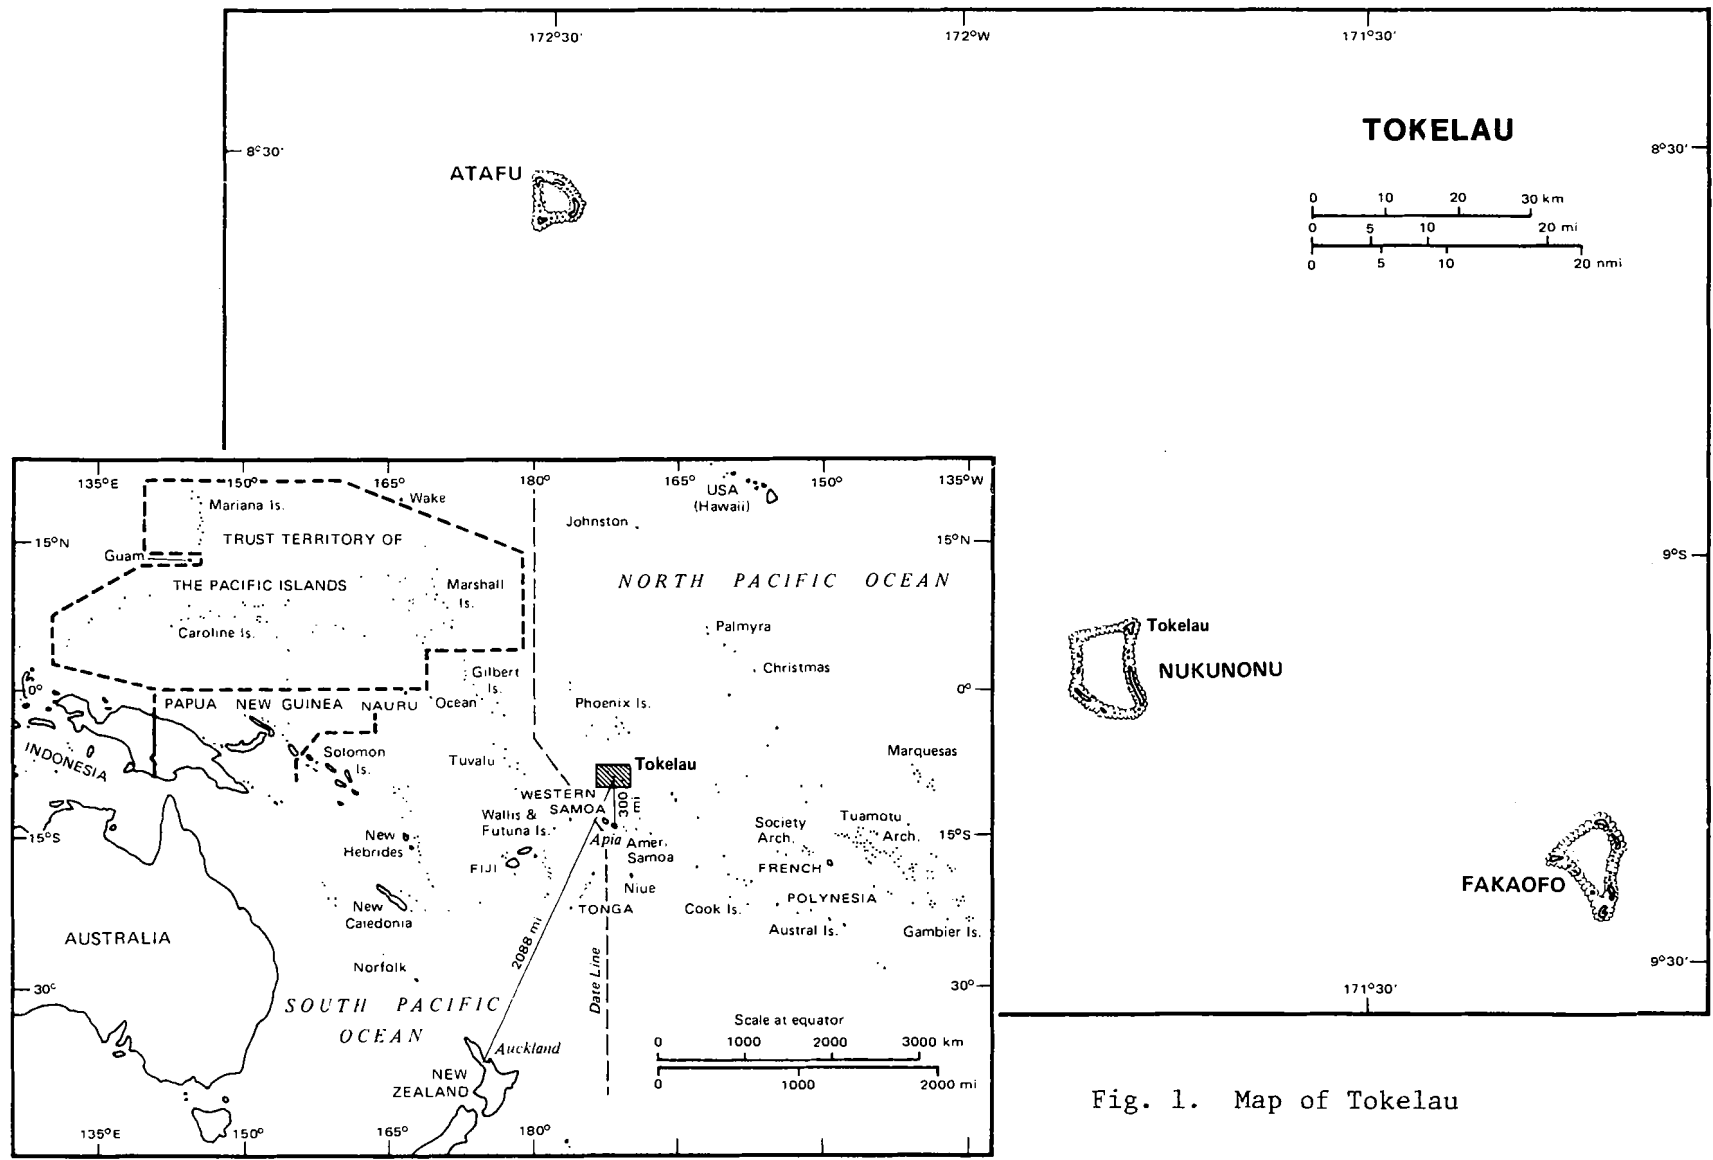 172°30'
172°W
171°30'
TOKELAU
8°30'
8°30'
ATAFU
0 10 20 30 km
0 5 10 20 mi
0 5 10 20 nmi
9°S
Tokelau
NUKUNONU
FAKAOFO
9°30'
171°30'
135°E 150° 165° 180° 165° 150° 135°W
USA
(Hawaii)
Wake
Mariana Is.
Johnston
15°N
TRUST TERRITORY OF
15°N
Guam
THE PACIFIC ISLANDS
Marshall
Is.
NORTH PACIFIC OCEAN
Caroline Is.
Palmyra
Christmas
Gilbert
Is.
0°
0°
PAPUA NEW GUINEA
NAURU
Ocean
Phoenix Is.
INDONESIA
Solomon
Is.
Tuvalu
Tokelau
Marquesas
WESTERN
SAMOA
300 mi
Wallis &
Futuna Is.
Society
Arch.
Tuamotu
Arch.
15°S
New
Hebrides
Apia
Amer.
Samoa
15°S
FIJI
FRENCH
POLYNESIA
Niue
New
Caledonia
TONGA
Cook Is.
Austral Is.
Gambier Is.
AUSTRALIA
2088 mi
Norfolk
Date Line
30°
30°
SOUTH PACIFIC
OCEAN
Scale at equator
0 1000 2000 3000 km
0 1000 2000 mi
Auckland
NEW
ZEALAND
135°E 150° 165° 180°
Fig. 1. Map of Tokelau